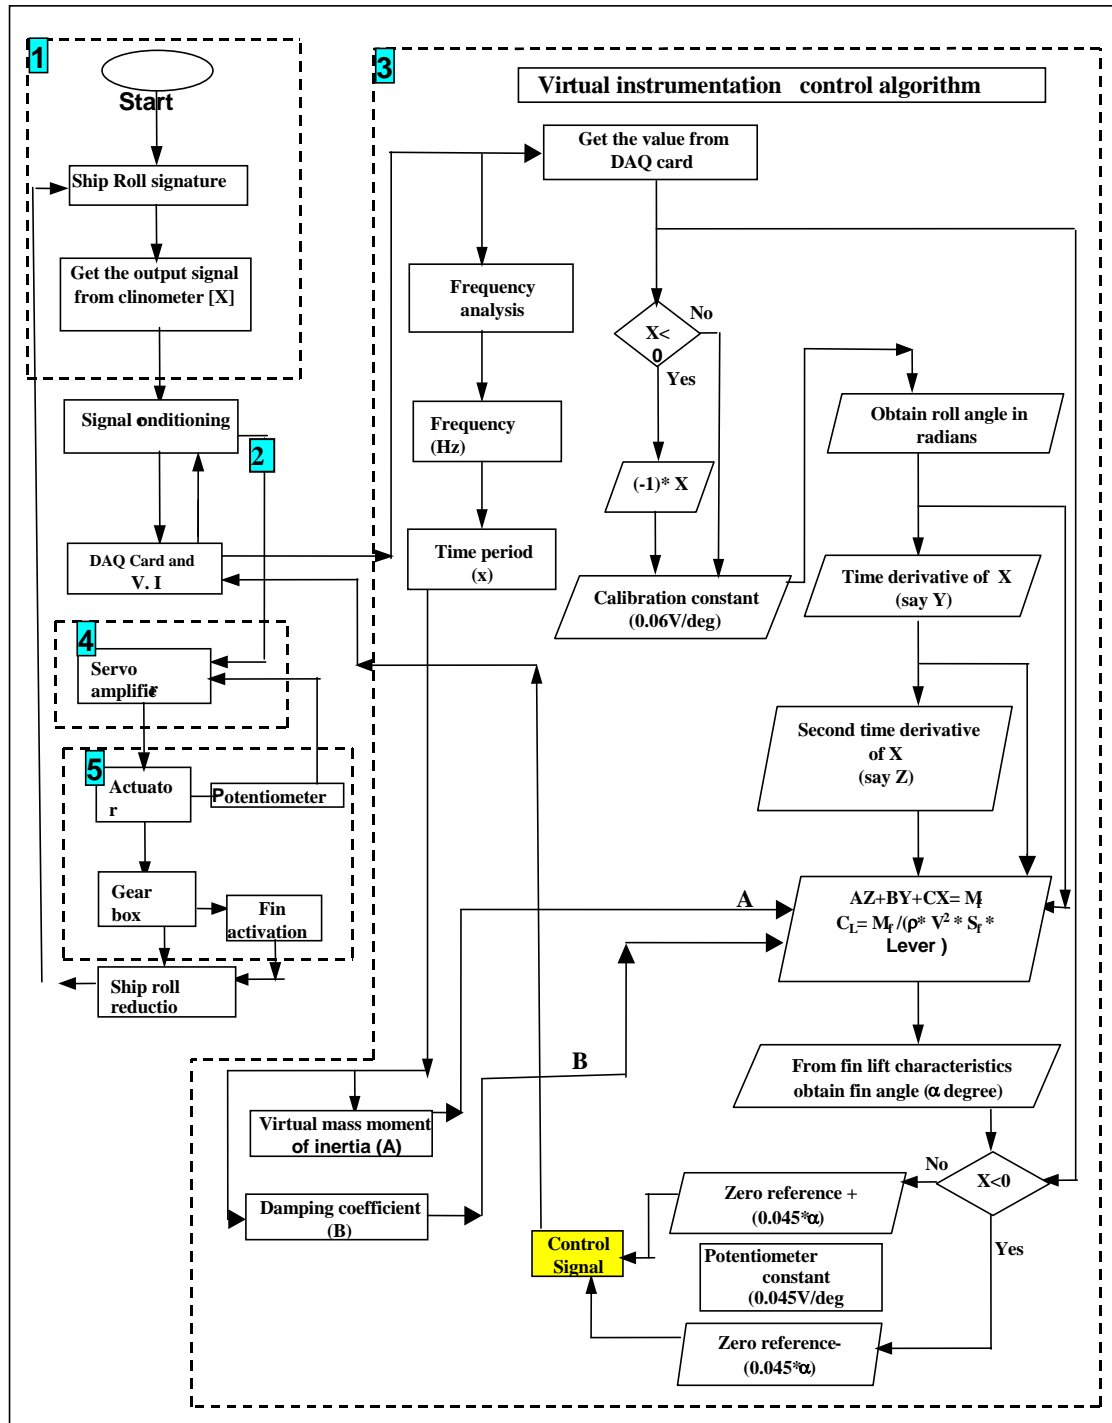 1
Start
Ship Roll signature
Get the output signal
from clinometer [X]
Signal conditioning
2
DAQ Card and
V. I
4
Servo
amplifier
5
Actuato
r
Potentiometer
Gear
box
Fin
activation
Ship roll
reductio
3
Virtual instrumentation control algorithm
Get the value from
DAQ card
Frequency
analysis
Frequency
(Hz)
Time period
(x)
X<
0
No
Yes
(-1)* X
Calibration constant
(0.06V/deg)
Obtain roll angle in
radians
Time derivative of X
(say Y)
Second time derivative
of X
(say Z)
A
AZ+BY+CX= Mf
CL= Mf /(ρ* V² * Sf *
Lever )
B
From fin lift characteristics
obtain fin angle (α degree)
Virtual mass moment
of inertia (A)
Damping coefficient
(B)
X<0
No
Yes
Zero reference +
(0.045*α)
Control
Signal
Potentiometer
constant
(0.045V/deg
Zero reference-
(0.045*α)